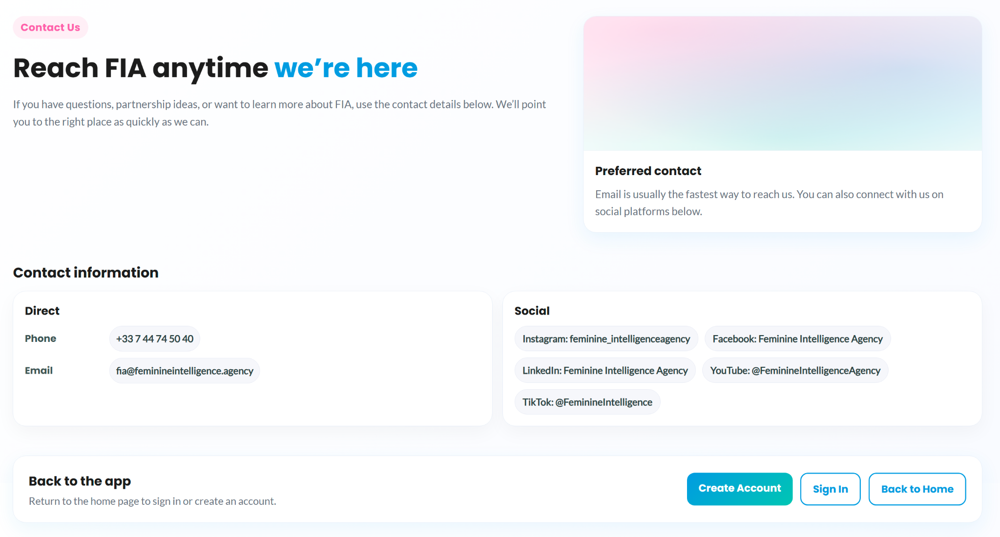 Contact Us
Reach FIA anytime we’re here
If you have questions, partnership ideas, or want to learn more about FIA, use the contact details below. We’ll point
you to the right place as quickly as we can.
Preferred contact
Email is usually the fastest way to reach us. You can also connect with us on
social platforms below.
Contact information
Direct
Phone
+33 7 44 74 50 40
Email
fia@feminineintelligence.agency
Social
Instagram: feminine_intelligenceagency
Facebook: Feminine Intelligence Agency
LinkedIn: Feminine Intelligence Agency
YouTube: @FeminineIntelligenceAgency
TikTok: @FeminineIntelligence
Back to the app
Return to the home page to sign in or create an account.
Create Account
Sign In
Back to Home